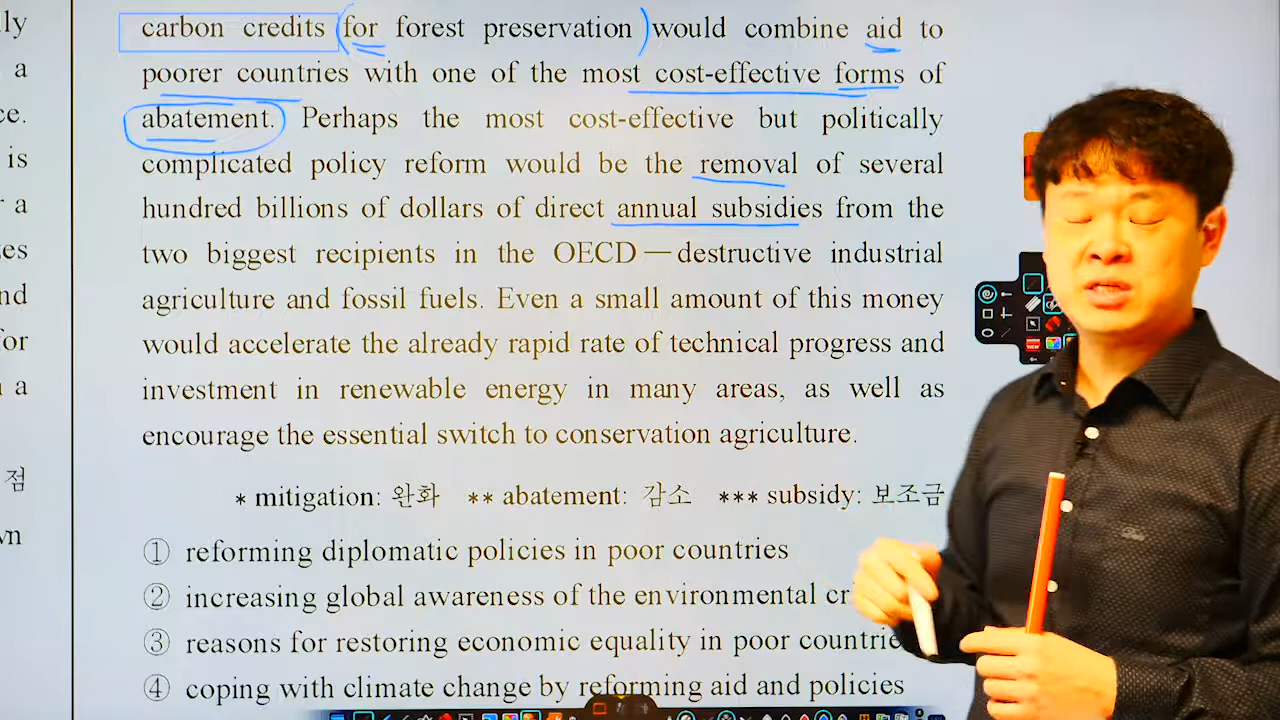 ly
a
ce.
is
r a
nd
for
a
점
wn
carbon credits (for forest preservation) would combine aid to
poorer countries with one of the most cost-effective forms of
abatement. Perhaps the most cost-effective but politically
complicated policy reform would be the removal of several
hundred billions of dollars of direct annual subsidies from the
two biggest recipients in the OECD—destructive industrial
agriculture and fossil fuels. Even a small amount of this money
would accelerate the already rapid rate of technical progress and
investment in renewable energy in many areas, as well as
encourage the essential switch to conservation agriculture.
* mitigation: 완화 ** abatement: 감소 *** subsidy: 보조금
① reforming diplomatic policies in poor countries
② increasing global awareness of the environmental
③ reasons for restoring economic equality in poor
④ coping with climate change by reforming aid and policies